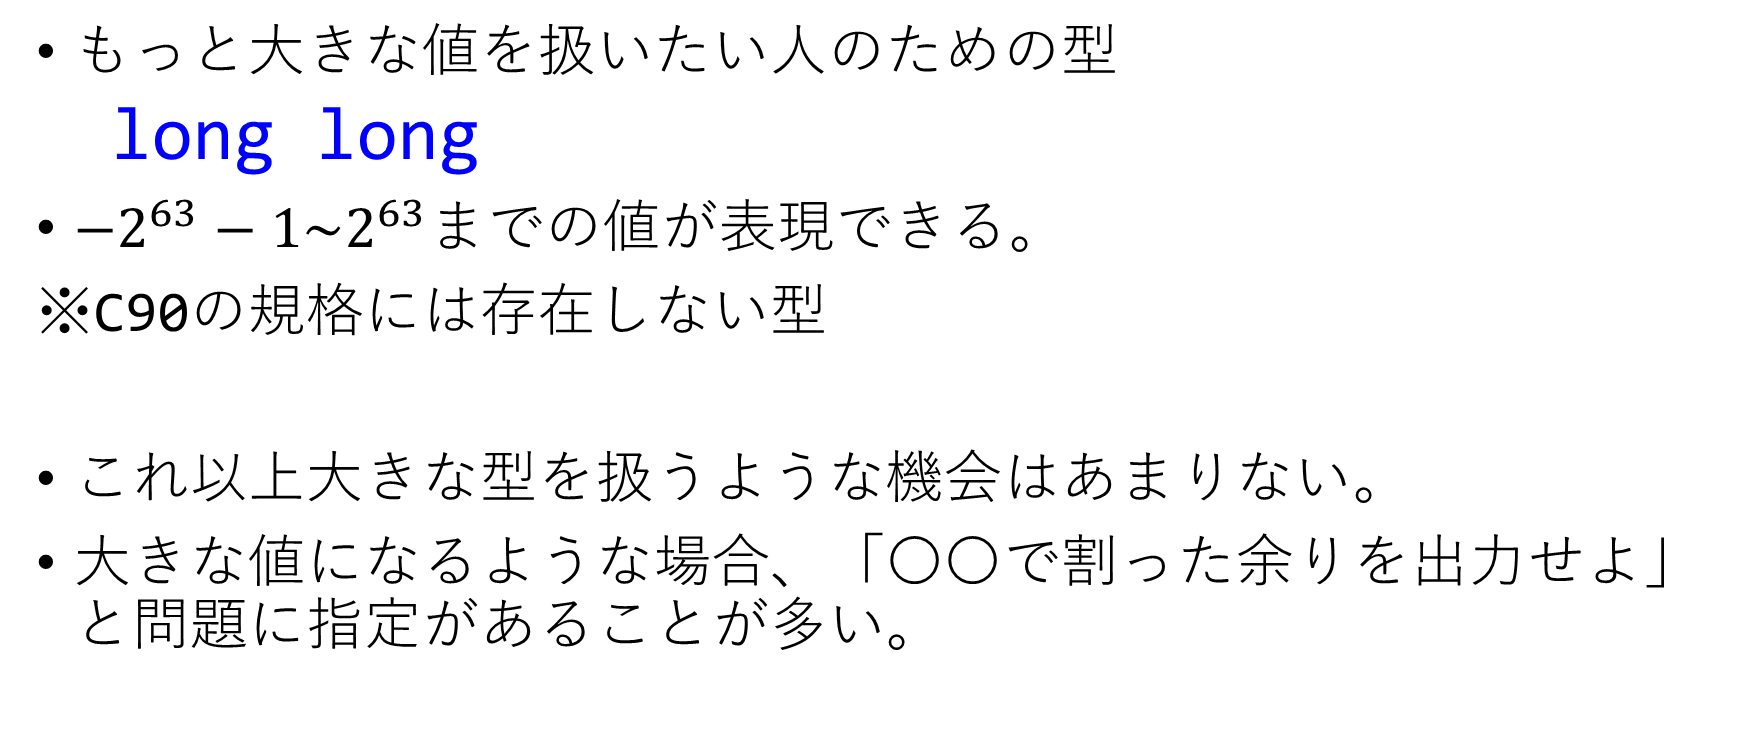 • もっと大きな値を扱いたい人のための型
long long
• −2⁶³ − 1~2⁶³までの値が表現できる。
※C90の規格には存在しない型
• これ以上大きな型を扱うような機会はあまりない。
• 大きな値になるような場合、「〇〇で割った余りを出力せよ」
と問題に指定があることが多い。